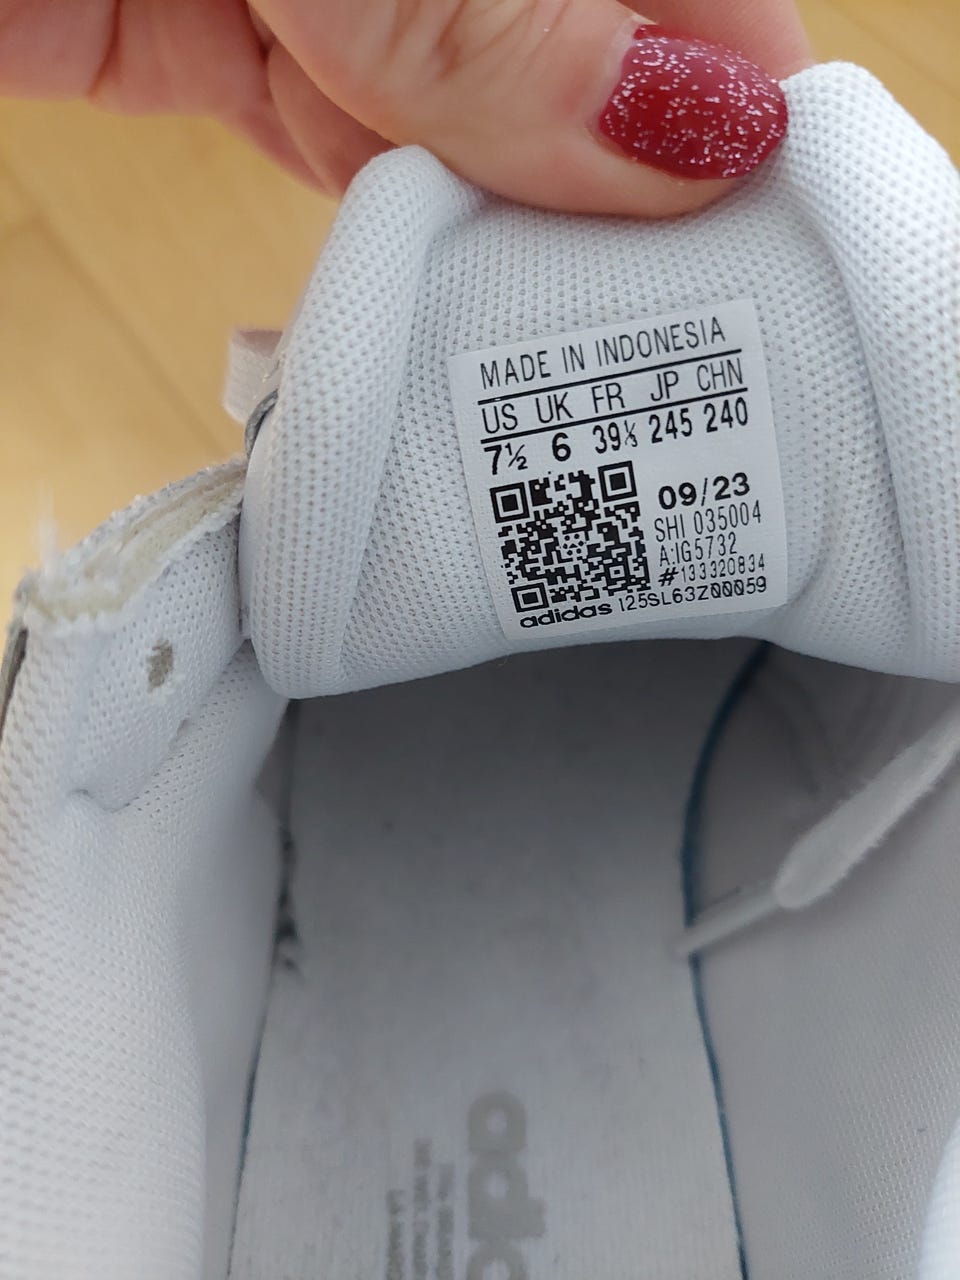 MADE IN INDONESIA
US UK FR JP CHN
7½ 6 39⅓ 245 240
09/23
SHI 035004
A:IG5732
#133320834
adidas 125SL63Z00059